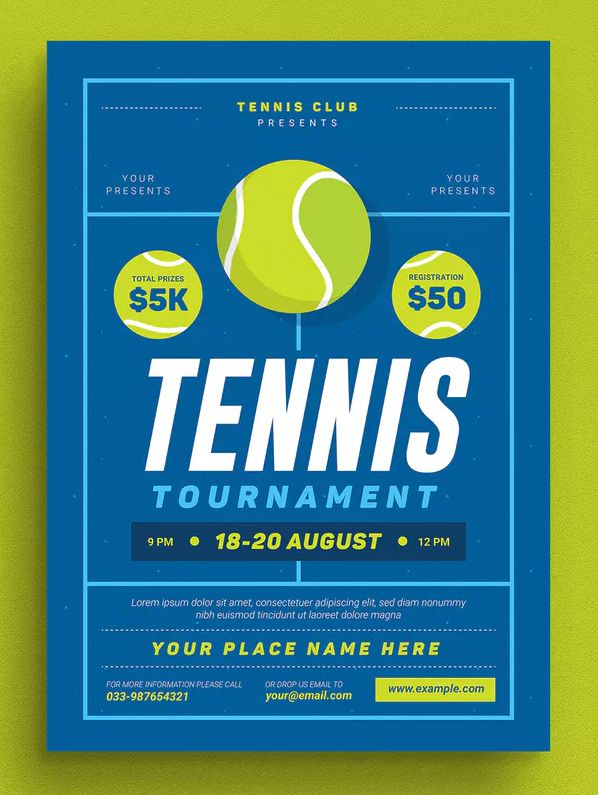 TENNIS CLUB
PRESENTS
YOUR
PRESENTS
YOUR
PRESENTS
TOTAL PRIZES
$5K
REGISTRATION
$50
TENNIS
TOURNAMENT
9 PM 18-20 AUGUST 12 PM
Lorem ipsum dolor sit amet, consectetuer adipiscing elit, sed diam nonummy
nibh euismod tincidunt ut laoreet dolore magna
YOUR PLACE NAME HERE
FOR MORE INFORMATION PLEASE CALL
033-987654321
OR DROP US EMAIL TO
your@email.com
www.example.com